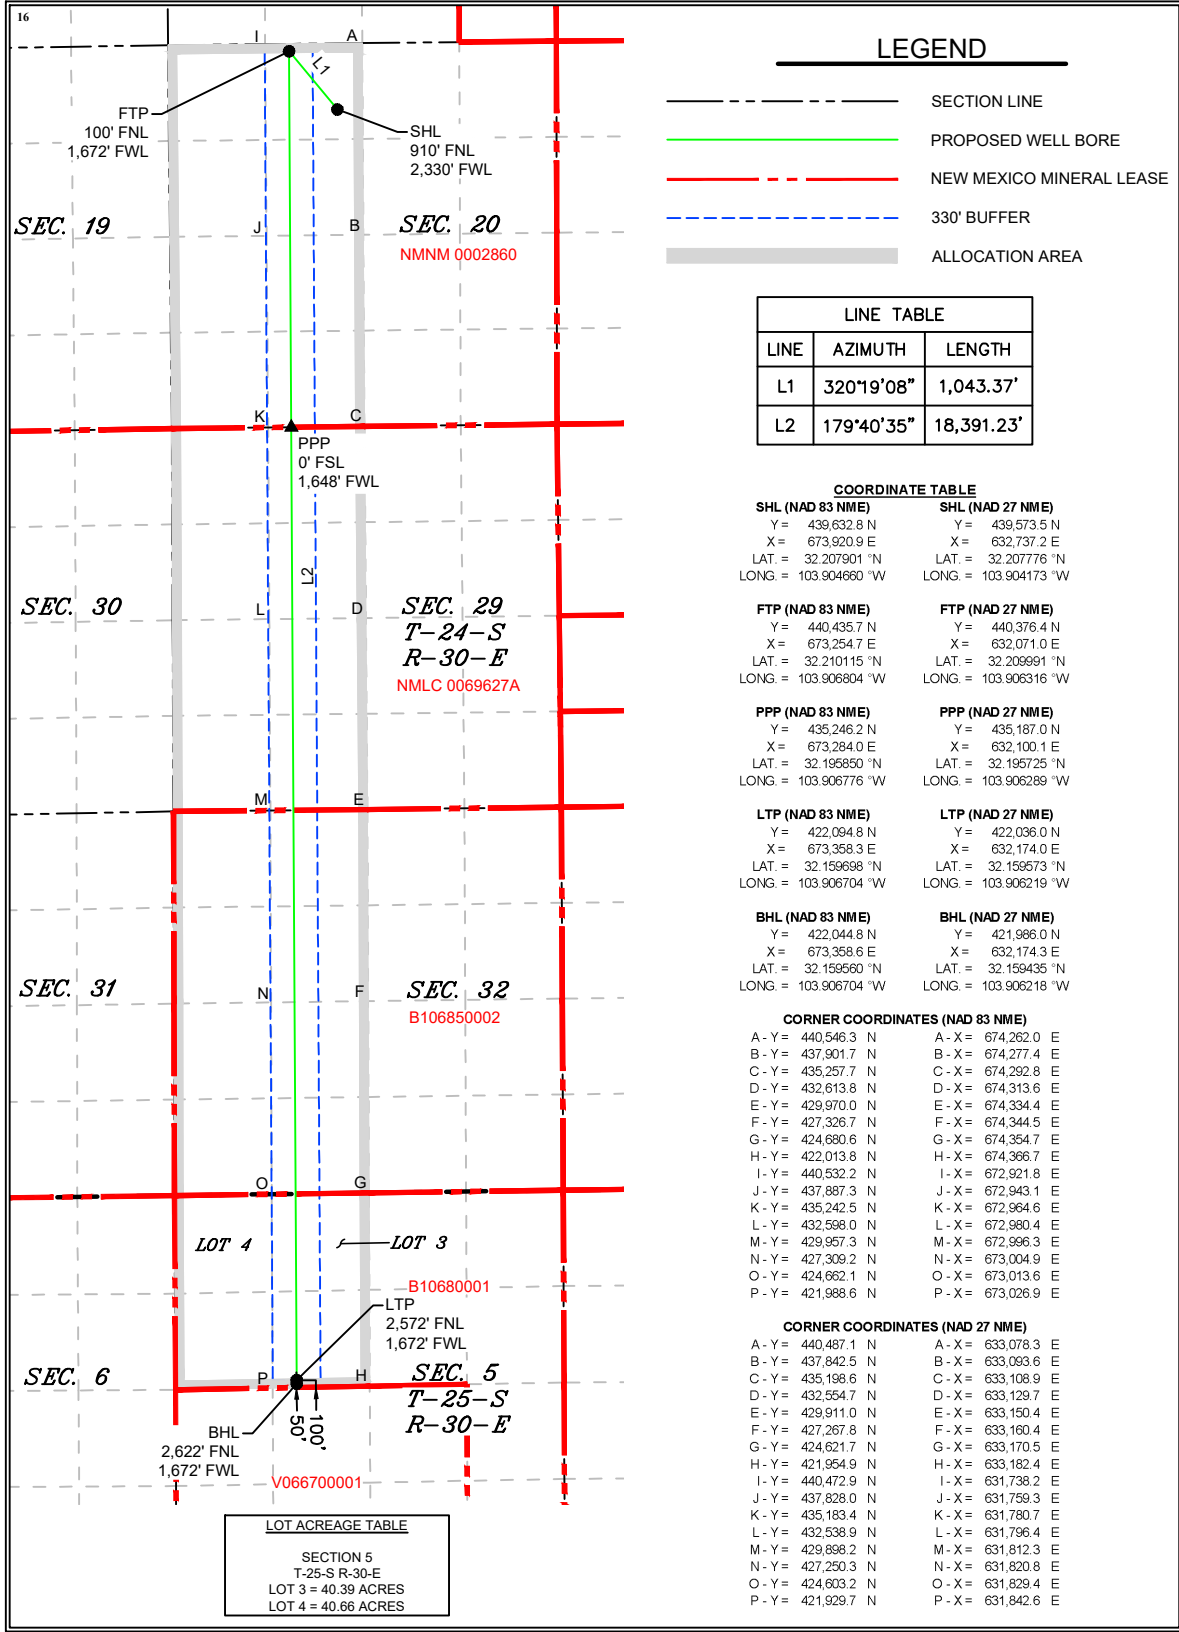 16
I
A
L1
FTP
100' FNL
1,672' FWL
SHL
910' FNL
2,330' FWL
SEC. 19
J
B
SEC. 20
NMNM 0002860
K
C
PPP
0' FSL
1,648' FWL
L2
SEC. 30
L
D
SEC. 29
T-24-S
R-30-E
NMLC 0069627A
M
E
SEC. 31
N
F
SEC. 32
B106850002
O
G
LOT 4
LOT 3
B10680001
LTP
2,572' FNL
1,672' FWL
SEC. 6
P
H
SEC. 5
T-25-S
R-30-E
50'
100'
BHL
2,622' FNL
1,672' FWL
V066700001
LOT ACREAGE TABLE
SECTION 5
T-25-S R-30-E
LOT 3 = 40.39 ACRES
LOT 4 = 40.66 ACRES
LEGEND
SECTION LINE
PROPOSED WELL BORE
NEW MEXICO MINERAL LEASE
330' BUFFER
ALLOCATION AREA
LINE TABLE
LINE AZIMUTH LENGTH
L1 320°19'08" 1,043.37'
L2 179°40'35" 18,391.23'
COORDINATE TABLE
SHL (NAD 83 NME) SHL (NAD 27 NME)
Y = 439,632.8 N Y = 439,573.5 N
X = 673,920.9 E X = 632,737.2 E
LAT. = 32.207901 °N LAT. = 32.207776 °N
LONG. = 103.904660 °W LONG. = 103.904173 °W
FTP (NAD 83 NME) FTP (NAD 27 NME)
Y = 440,435.7 N Y = 440,376.4 N
X = 673,254.7 E X = 632,071.0 E
LAT. = 32.210115 °N LAT. = 32.209991 °N
LONG. = 103.906804 °W LONG. = 103.906316 °W
PPP (NAD 83 NME) PPP (NAD 27 NME)
Y = 435,246.2 N Y = 435,187.0 N
X = 673,284.0 E X = 632,100.1 E
LAT. = 32.195850 °N LAT. = 32.195725 °N
LONG. = 103.906776 °W LONG. = 103.906289 °W
LTP (NAD 83 NME) LTP (NAD 27 NME)
Y = 422,094.8 N Y = 422,036.0 N
X = 673,358.3 E X = 632,174.0 E
LAT. = 32.159698 °N LAT. = 32.159573 °N
LONG. = 103.906704 °W LONG. = 103.906219 °W
BHL (NAD 83 NME) BHL (NAD 27 NME)
Y = 422,044.8 N Y = 421,986.0 N
X = 673,358.6 E X = 632,174.3 E
LAT. = 32.159560 °N LAT. = 32.159435 °N
LONG. = 103.906704 °W LONG. = 103.906218 °W
CORNER COORDINATES (NAD 83 NME)
A - Y = 440,546.3 N A - X = 674,262.0 E
B - Y = 437,901.7 N B - X = 674,277.4 E
C - Y = 435,257.7 N C - X = 674,292.8 E
D - Y = 432,613.8 N D - X = 674,313.6 E
E - Y = 429,970.0 N E - X = 674,334.4 E
F - Y = 427,326.7 N F - X = 674,344.5 E
G - Y = 424,680.6 N G - X = 674,354.7 E
H - Y = 422,013.8 N H - X = 674,366.7 E
I - Y = 440,532.2 N I - X = 672,921.8 E
J - Y = 437,887.3 N J - X = 672,943.1 E
K - Y = 435,242.5 N K - X = 672,964.6 E
L - Y = 432,598.0 N L - X = 672,980.4 E
M - Y = 429,957.3 N M - X = 672,996.3 E
N - Y = 427,309.2 N N - X = 673,004.9 E
O - Y = 424,662.1 N O - X = 673,013.6 E
P - Y = 421,988.6 N P - X = 673,026.9 E
CORNER COORDINATES (NAD 27 NME)
A - Y = 440,487.1 N A - X = 633,078.3 E
B - Y = 437,842.5 N B - X = 633,093.6 E
C - Y = 435,198.6 N C - X = 633,108.9 E
D - Y = 432,554.7 N D - X = 633,129.7 E
E - Y = 429,911.0 N E - X = 633,150.4 E
F - Y = 427,267.8 N F - X = 633,160.4 E
G - Y = 424,621.7 N G - X = 633,170.5 E
H - Y = 421,954.9 N H - X = 633,182.4 E
I - Y = 440,472.9 N I - X = 631,738.2 E
J - Y = 437,828.0 N J - X = 631,759.3 E
K - Y = 435,183.4 N K - X = 631,780.7 E
L - Y = 432,538.9 N L - X = 631,796.4 E
M - Y = 429,898.2 N M - X = 631,812.3 E
N - Y = 427,250.3 N N - X = 631,820.8 E
O - Y = 424,603.2 N O - X = 631,829.4 E
P - Y = 421,929.7 N P - X = 631,842.6 E